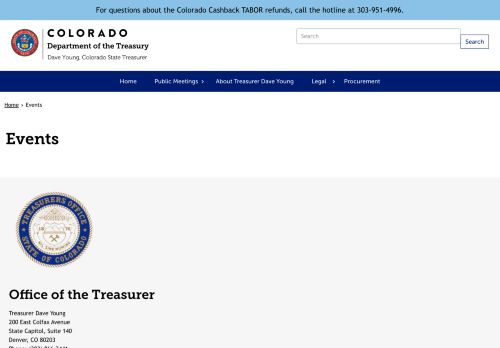 For questions about the Colorado Cashback TABOR refunds, call the hotline at 303-951-4996.
COLORADO
Department of the Treasury
Dave Young, Colorado State Treasurer
Search
Search
Home
Public Meetings ›
About Treasurer Dave Young
Legal ›
Procurement
Home › Events
Events
TREASURERS OFFICE
STATE OF COLORADO
Office of the Treasurer
Treasurer Dave Young
200 East Colfax Avenue
State Capitol, Suite 140
Denver, CO 80203